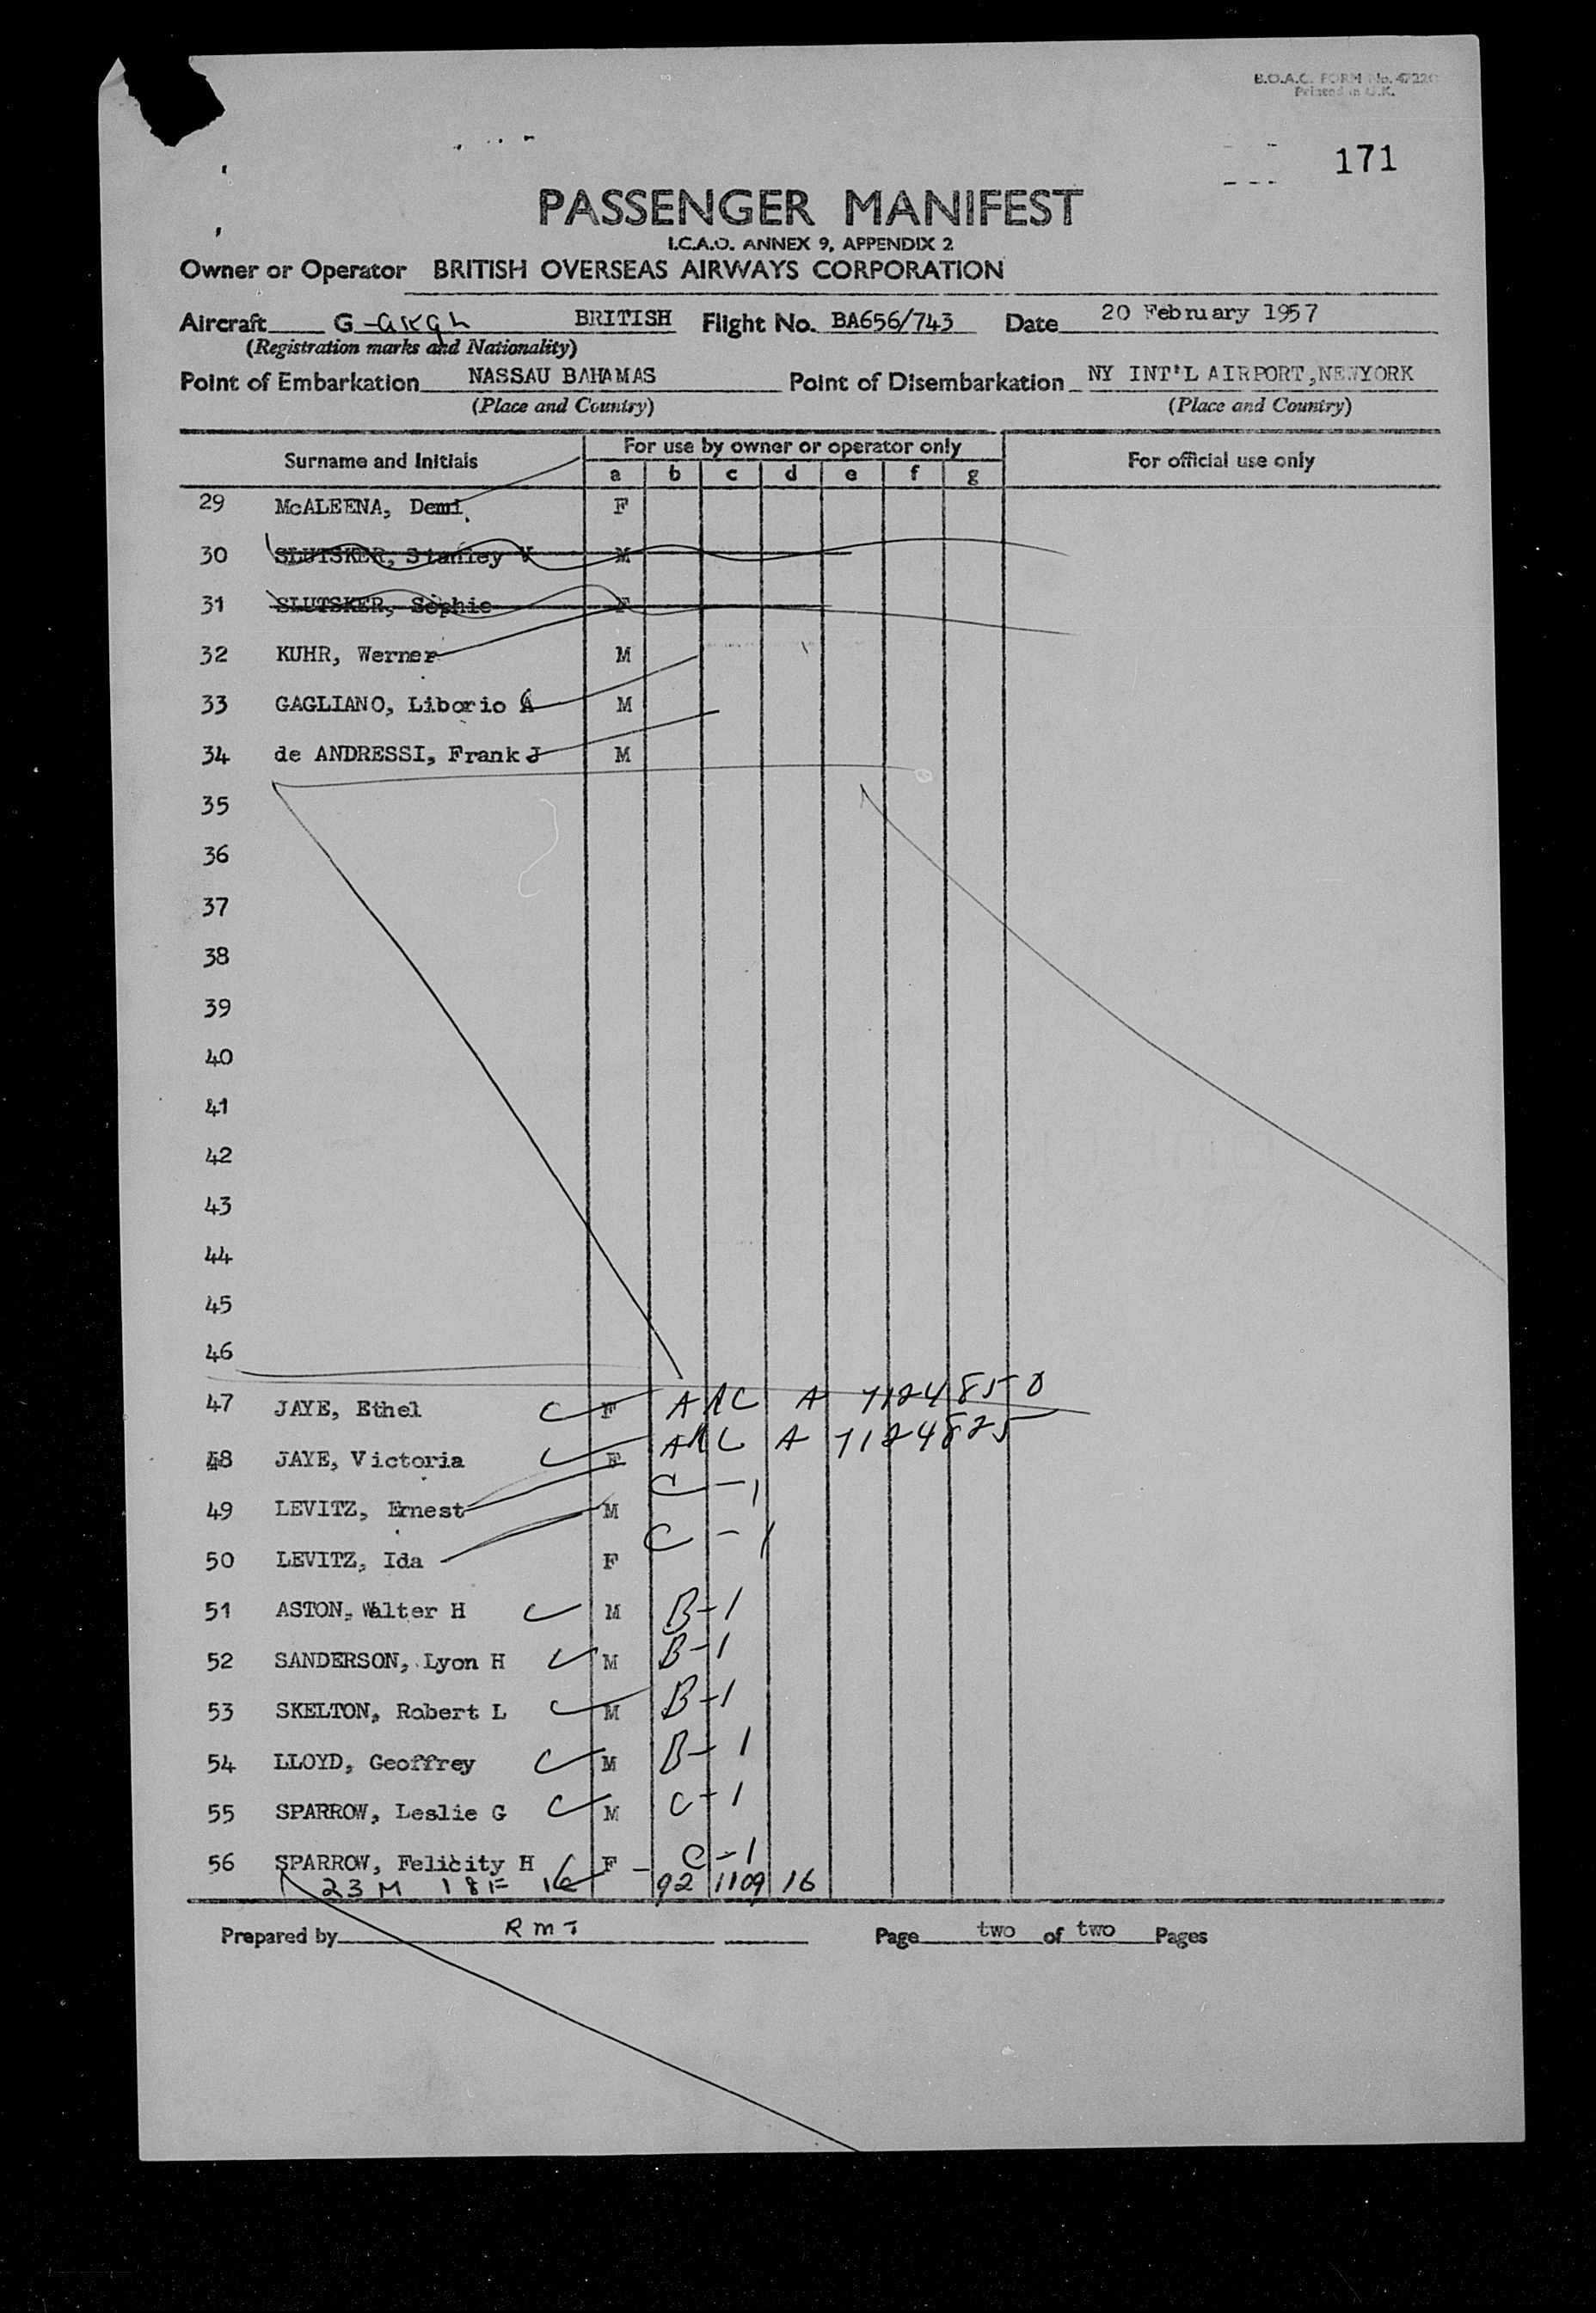 B.O.A.C. FORM No.
Printed in U.K.
171
PASSENGER MANIFEST
I.C.A.O. ANNEX 9, APPENDIX 2
Owner or Operator BRITISH OVERSEAS AIRWAYS CORPORATION
Aircraft G BRITISH Flight No. BA656/743 Date 20 February 1957
(Registration marks and Nationality)
Point of Embarkation NASSAU BAHAMAS Point of Disembarkation NY INT'L AIRPORT,NEWYORK
(Place and Country) (Place and Country)
Surname and Initials For use by owner or operator only For official use only
a b c d e f g
29 McALEENA, Demi F
30 SLUTSKER, Stanley V M
31 SLUTSKER, Sophie F
32 KUHR, Werner M
33 GAGLIANO, Liborio M
34 de ANDRESSI, Frank J M
35
36
37
38
39
40
41
42
43
44
45
46
47 JAYE, Ethel F A 7124850
48 JAYE, Victoria F A 7124825
49 LEVITZ, Ernest M C-1
50 LEVITZ, Ida F C-1
51 ASTON, Walter H M B-1
52 SANDERSON, Lyon H M B-1
53 SKELTON, Robert L M B-1
54 LLOYD, Geoffrey M B-1
55 SPARROW, Leslie G M C-1
56 SPARROW, Felicity H F - C-1
23 M 18 F 92 1109 16
Prepared by RMT Page two of two Pages